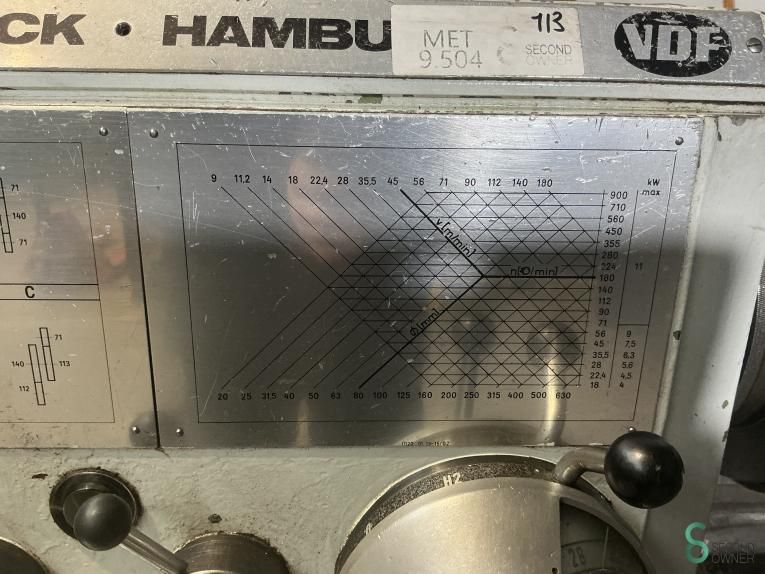 CK • HAMBU
MET
9.504
113
SECOND
OWNER
VDF
9 11,2 14 18 22,4 28 35,5 45 56 71 90 112 140 180
kW
max
900
710
560
450
355
280
224
180
140
112
90
71
56
45
35,5
28
22,4
18
11
9
7,5
6,3
5,6
4,5
4
v[m/min]
n[/min]
Φ[mm]
20 25 31,5 40 50 63 80 100 125 160 200 250 315 400 500 630
71
140
71
C
71
140
113
112
H2
28
SECOND
OWNER